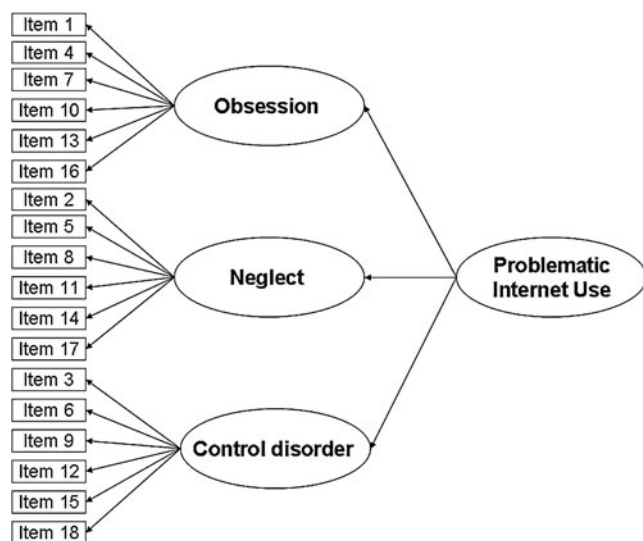 Item 1
Item 4
Item 7
Item 10
Item 13
Item 16
Obsession
Item 2
Item 5
Item 8
Item 11
Item 14
Item 17
Neglect
Item 3
Item 6
Item 9
Item 12
Item 15
Item 18
Control disorder
Problematic
Internet Use